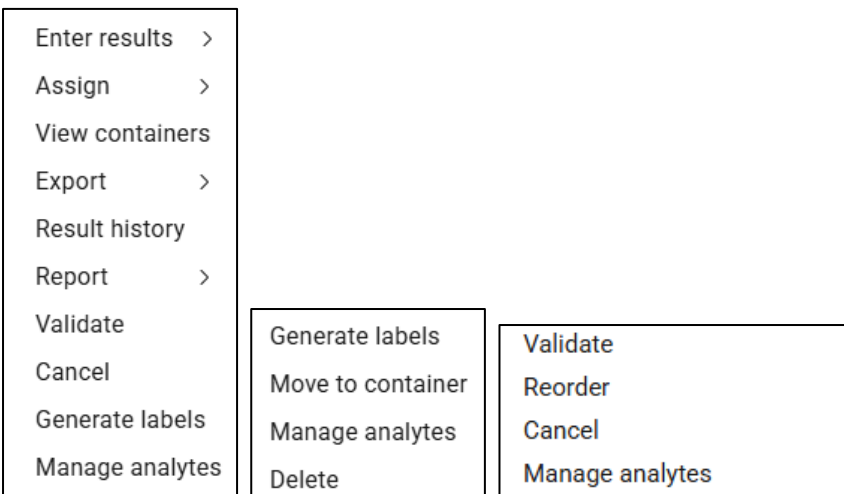 Enter results >
Assign >
View containers
Export >
Result history
Report >
Validate
Cancel
Generate labels
Manage analytes
Generate labels
Move to container
Manage analytes
Delete
Validate
Reorder
Cancel
Manage analytes